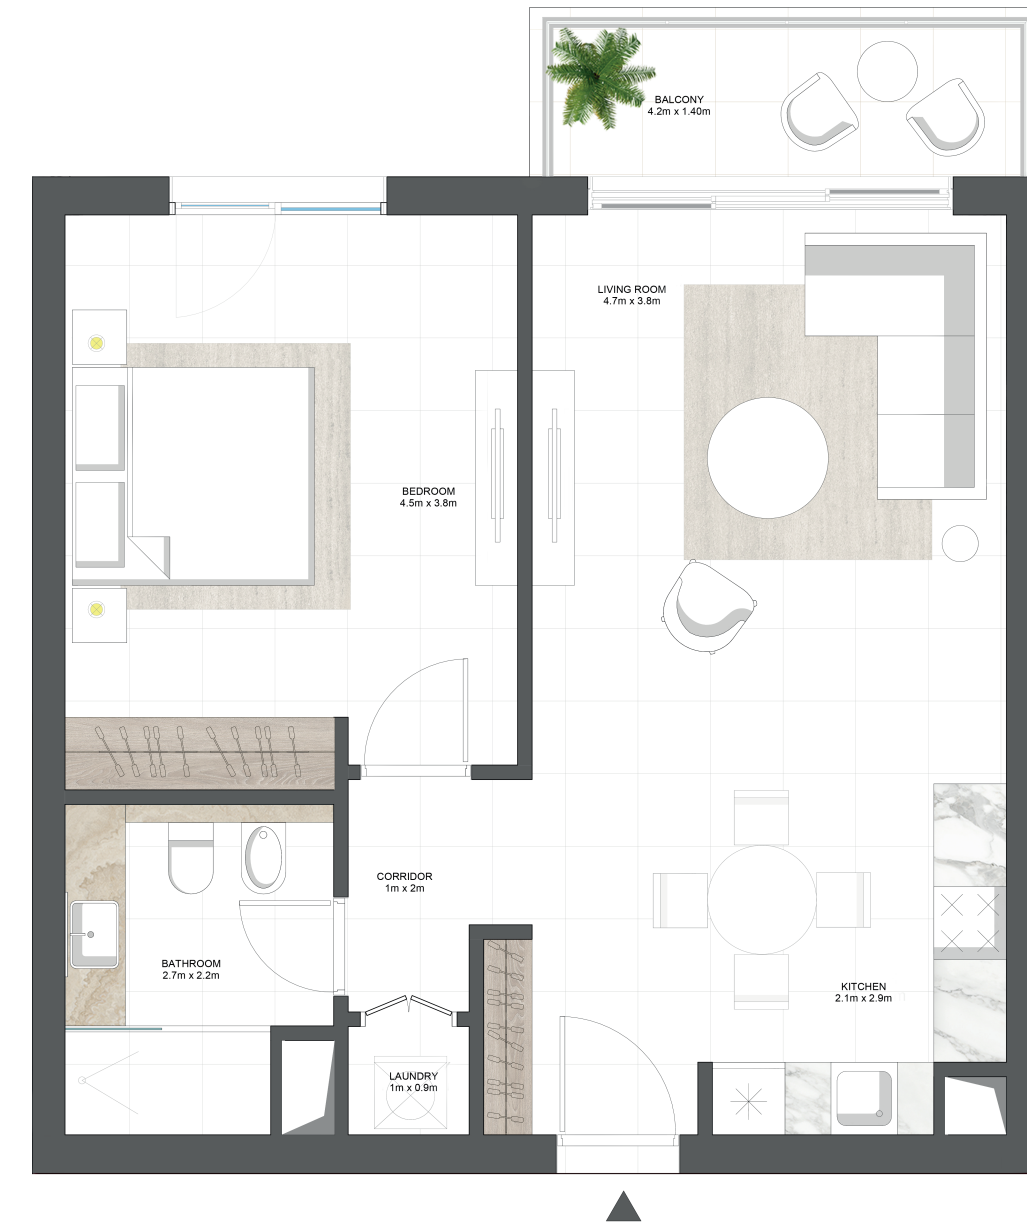 BALCONY
4.2m x 1.40m
LIVING ROOM
4.7m x 3.8m
BEDROOM
4.5m x 3.8m
CORRIDOR
1m x 2m
BATHROOM
2.7m x 2.2m
KITCHEN
2.1m x 2.9m
LAUNDRY
1m x 0.9m